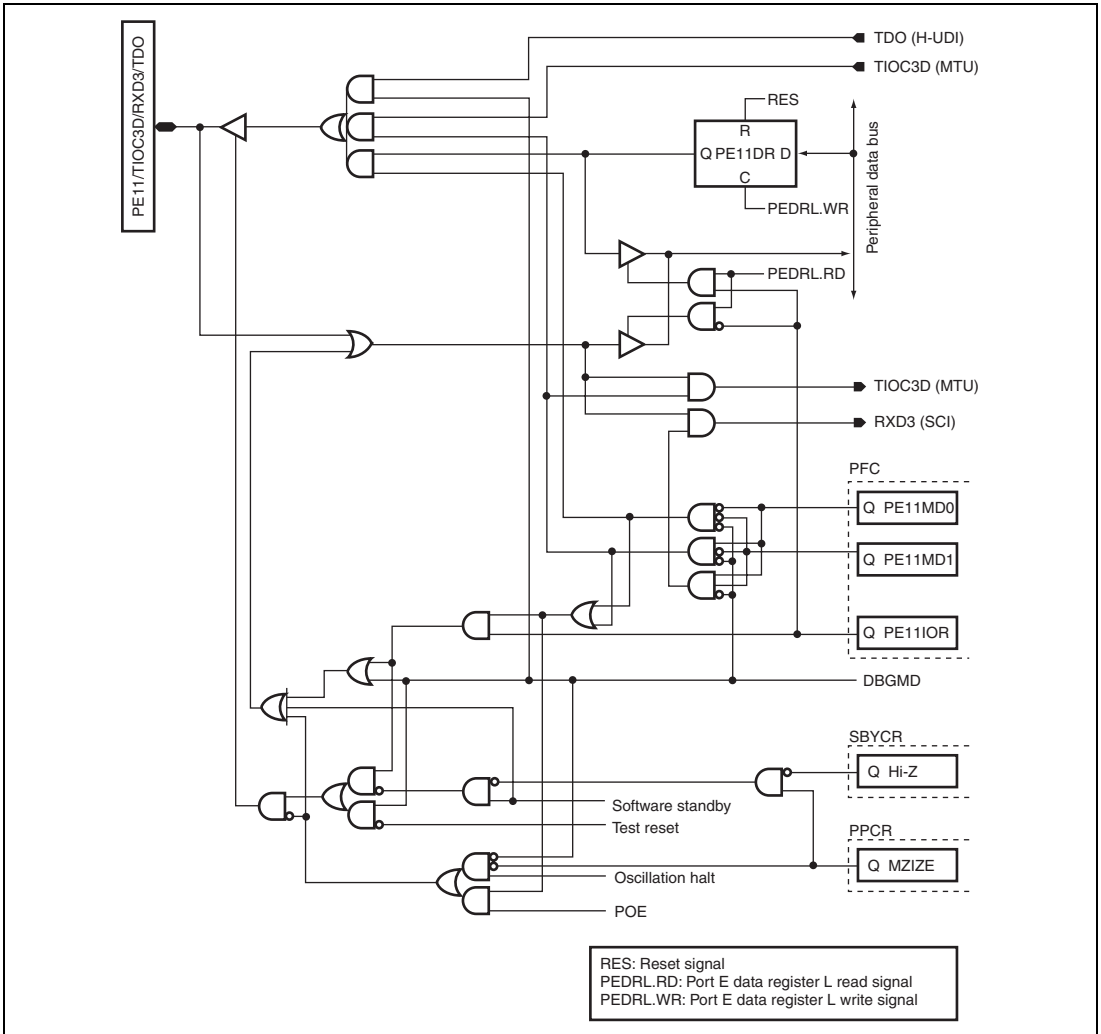 PE11/TIOC3D/RXD3/TDO
TDO (H-UDI)
TIOC3D (MTU)
RES
R
Q PE11DR D
C
PEDRL.WR
Peripheral data bus
PEDRL.RD
TIOC3D (MTU)
RXD3 (SCI)
PFC
Q PE11MD0
Q PE11MD1
Q PE11IOR
DBGMD
SBYCR
Q Hi-Z
Software standby
Test reset
PPCR
Q MZIZE
Oscillation halt
POE
RES: Reset signal
PEDRL.RD: Port E data register L read signal
PEDRL.WR: Port E data register L write signal